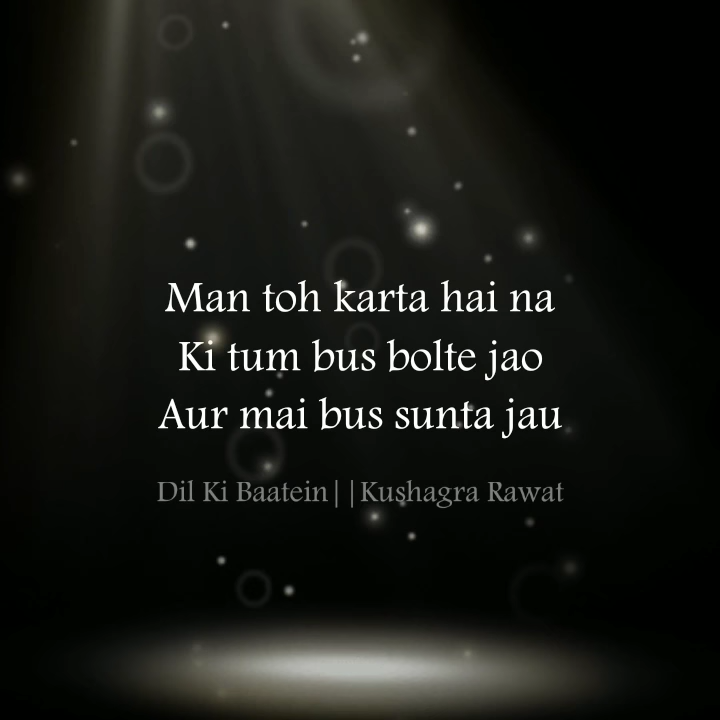 Man toh karta hai na
Ki tum bus bolte jao
Aur mai bus sunta jau
Dil Ki Baatein||Kushagra Rawat